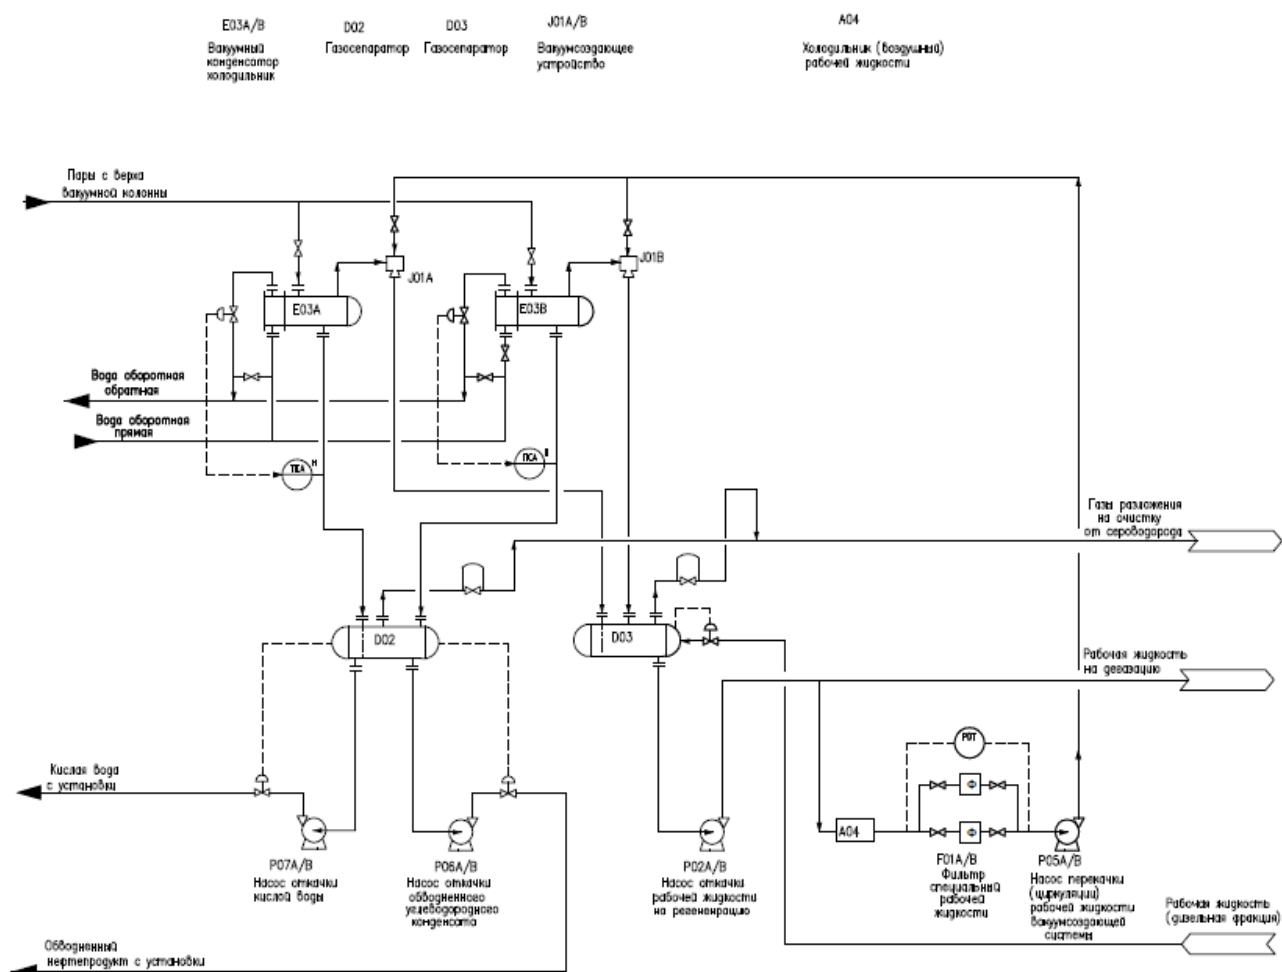 E03A/B
Вакуумный
конденсатор
холодильник
D02
Газосепаратор
D03
Газосепаратор
J01A/B
Вакуумсоздающее
устройство
A04
Холодильник (воздушный)
рабочей жидкости
Пары с верха
вакуумной колонны
J01A
J01B
E03A
E03B
Вода оборотная
обратная
Вода оборотная
прямая
H
Газы разложения
на очистку
от сероводорода
D02
D03
Рабочая жидкость
на дегазацию
PDT
Кислая вода
с установки
Ф
Ф
A04
P07A/B
Насос откачки
кислой воды
P06A/B
Насос откачки
обводненного
углеводородного
конденсата
P02A/B
Насос откачки
рабочей жидкости
на регененрацию
F01A/B
Фильтр
специальный
рабочей
жидкости
P05A/B
Насос перекачки
(циркуляции)
рабочей жидкости
вакуумсоздающей
системы
Рабочая жидкость
(дизельная фракция)
Обводненный
нефтепродукт с установки